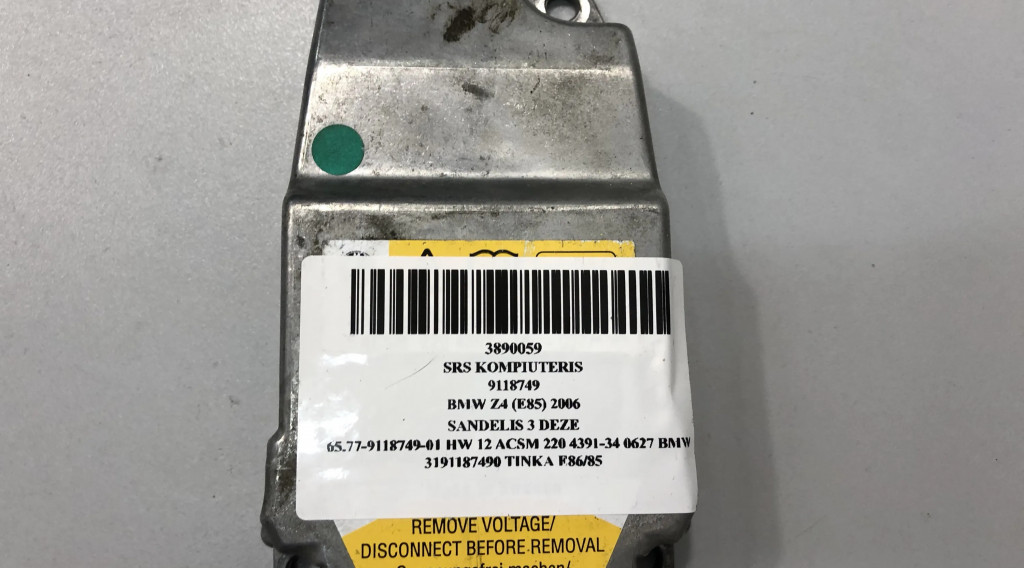 3890059
SRS KOMPIUTERIS
9118749
BMW Z4 (E85) 2006
SANDELIS 3 DEZE
65.77-9118749-01 HW 12 ACSM 220 4391-34 0627 BMW
3191187490 TINKA E86/85
REMOVE VOLTAGE/
DISCONNECT BEFORE REMOVAL